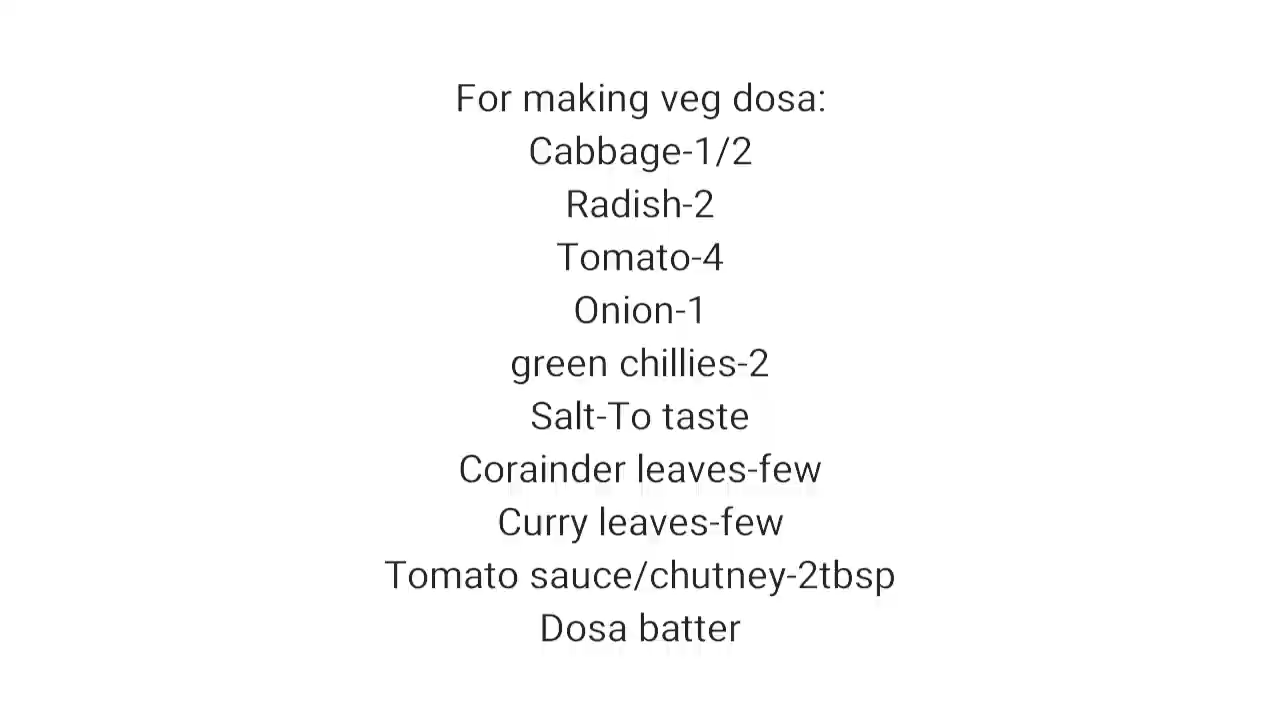 For making veg dosa:
Cabbage-1/2
Radish-2
Tomato-4
Onion-1
green chillies-2
Salt-To taste
Corainder leaves-few
Curry leaves-few
Tomato sauce/chutney-2tbsp
Dosa batter